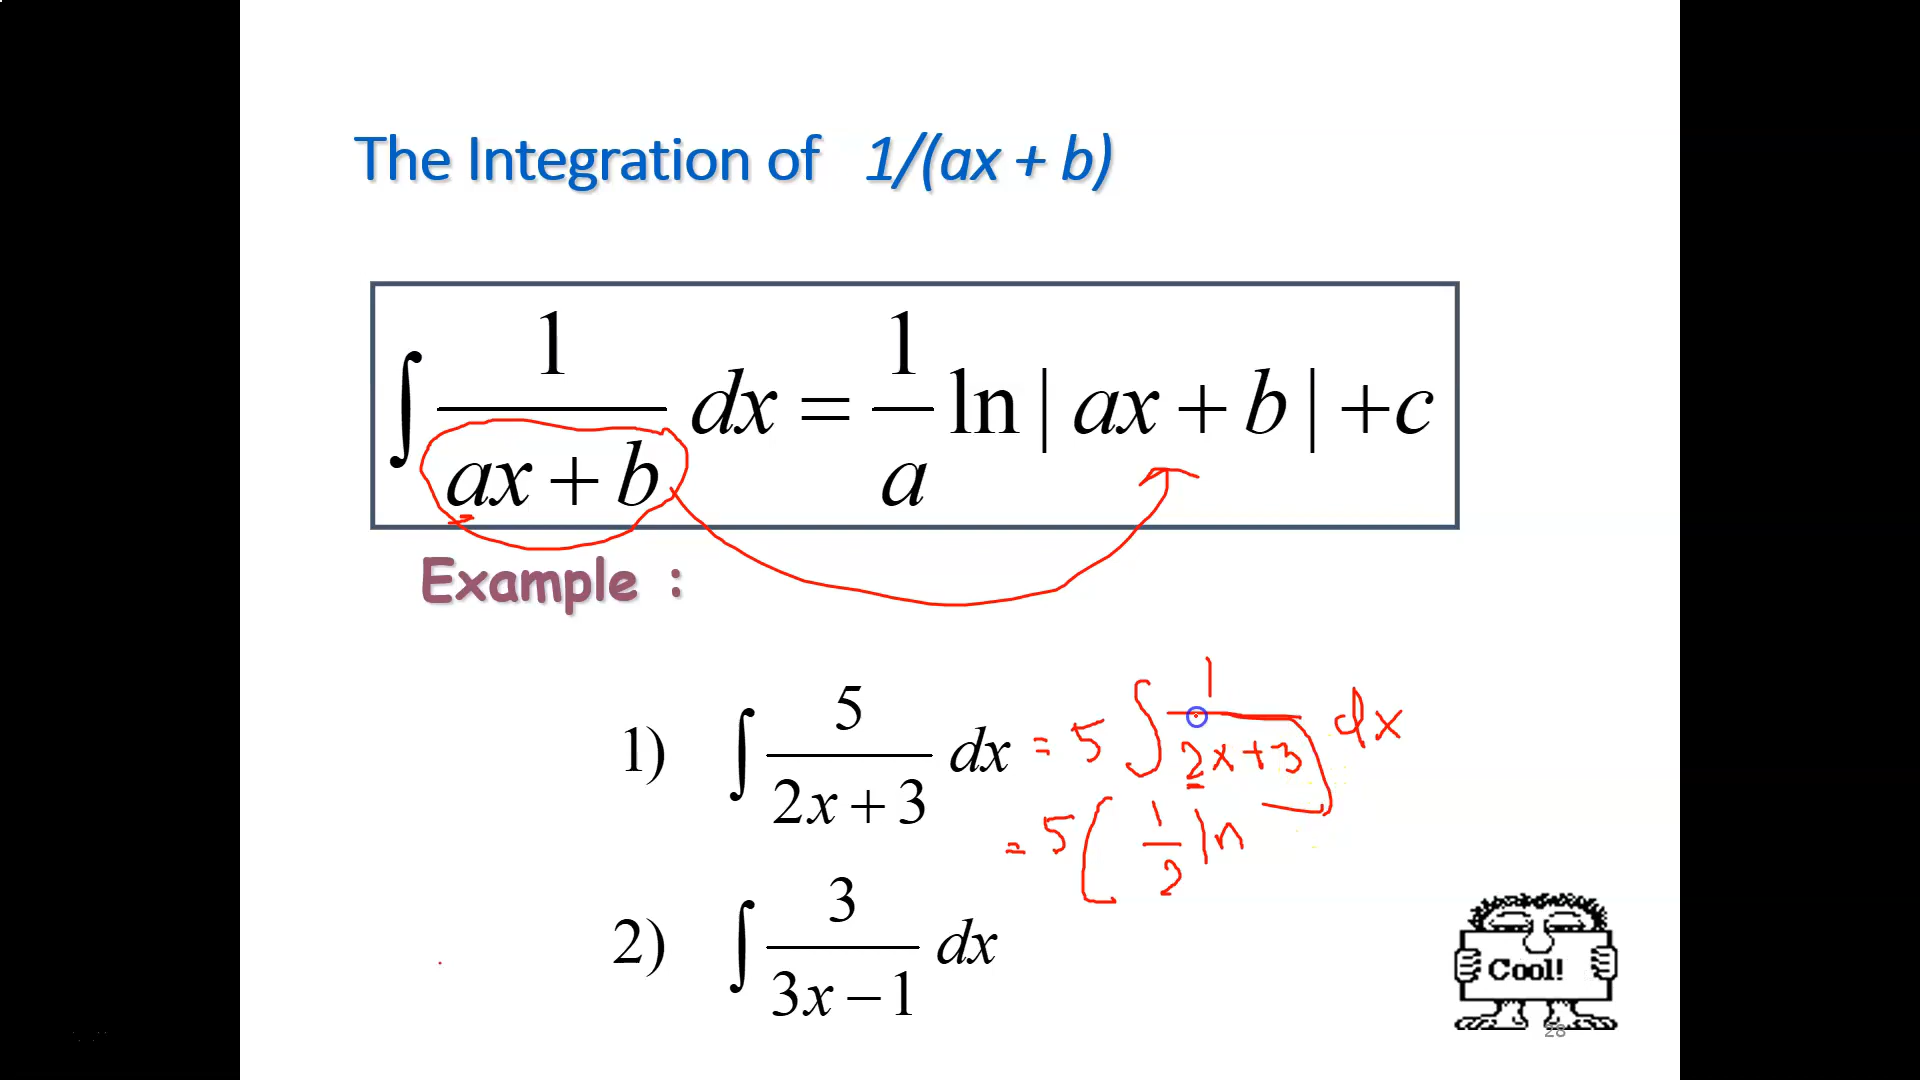 The Integration of 1/(ax + b)
∫ 1/(ax + b) dx = 1/a ln | ax + b | + c
Example :
1) ∫ 5/(2x + 3) dx = 5 ∫ 1/(2x + 3) dx
= 5 ( 1/2 ln
2) ∫ 3/(3x − 1) dx
Cool!
28